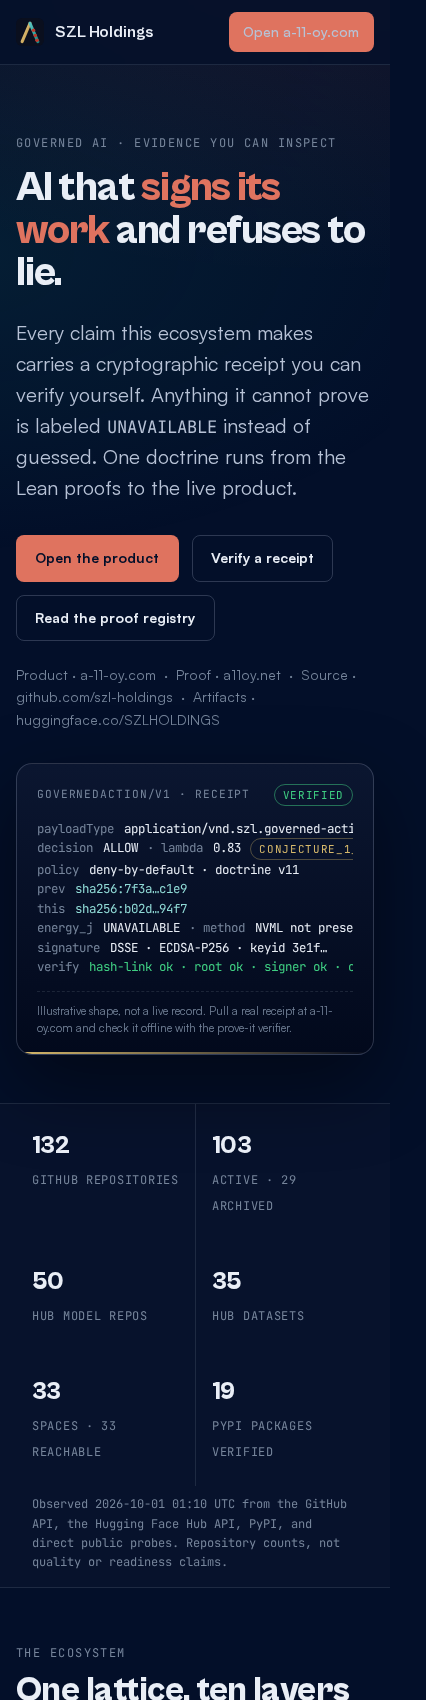 SZL Holdings
Open a-11-oy.com
GOVERNED AI · EVIDENCE YOU CAN INSPECT
AI that signs its
work and refuses to
lie.
Every claim this ecosystem makes
carries a cryptographic receipt you can
verify yourself. Anything it cannot prove
is labeled UNAVAILABLE instead of
guessed. One doctrine runs from the
Lean proofs to the live product.
Open the product
Verify a receipt
Read the proof registry
Product · a-11-oy.com · Proof · a11oy.net · Source ·
github.com/szl-holdings · Artifacts ·
huggingface.co/SZLHOLDINGS
GOVERNEDACTION/V1 · RECEIPT
VERIFIED
payloadType application/vnd.szl.governed-acti
decision ALLOW · lambda 0.83 CONJECTURE_1
policy deny-by-default · doctrine v11
prev sha256:7f3a…c1e9
this sha256:b02d…94f7
energy_j UNAVAILABLE · method NVML not prese
signature DSSE · ECDSA-P256 · keyid 3e1f…
verify hash-link ok · root ok · signer ok ·
Illustrative shape, not a live record. Pull a real receipt at a-11-
oy.com and check it offline with the prove-it verifier.
132
GITHUB REPOSITORIES
103
ACTIVE · 29
ARCHIVED
50
HUB MODEL REPOS
35
HUB DATASETS
33
SPACES · 33
REACHABLE
19
PYPI PACKAGES
VERIFIED
Observed 2026-10-01 01:10 UTC from the GitHub
API, the Hugging Face Hub API, PyPI, and
direct public probes. Repository counts, not
quality or readiness claims.
THE ECOSYSTEM
One lattice, ten layers